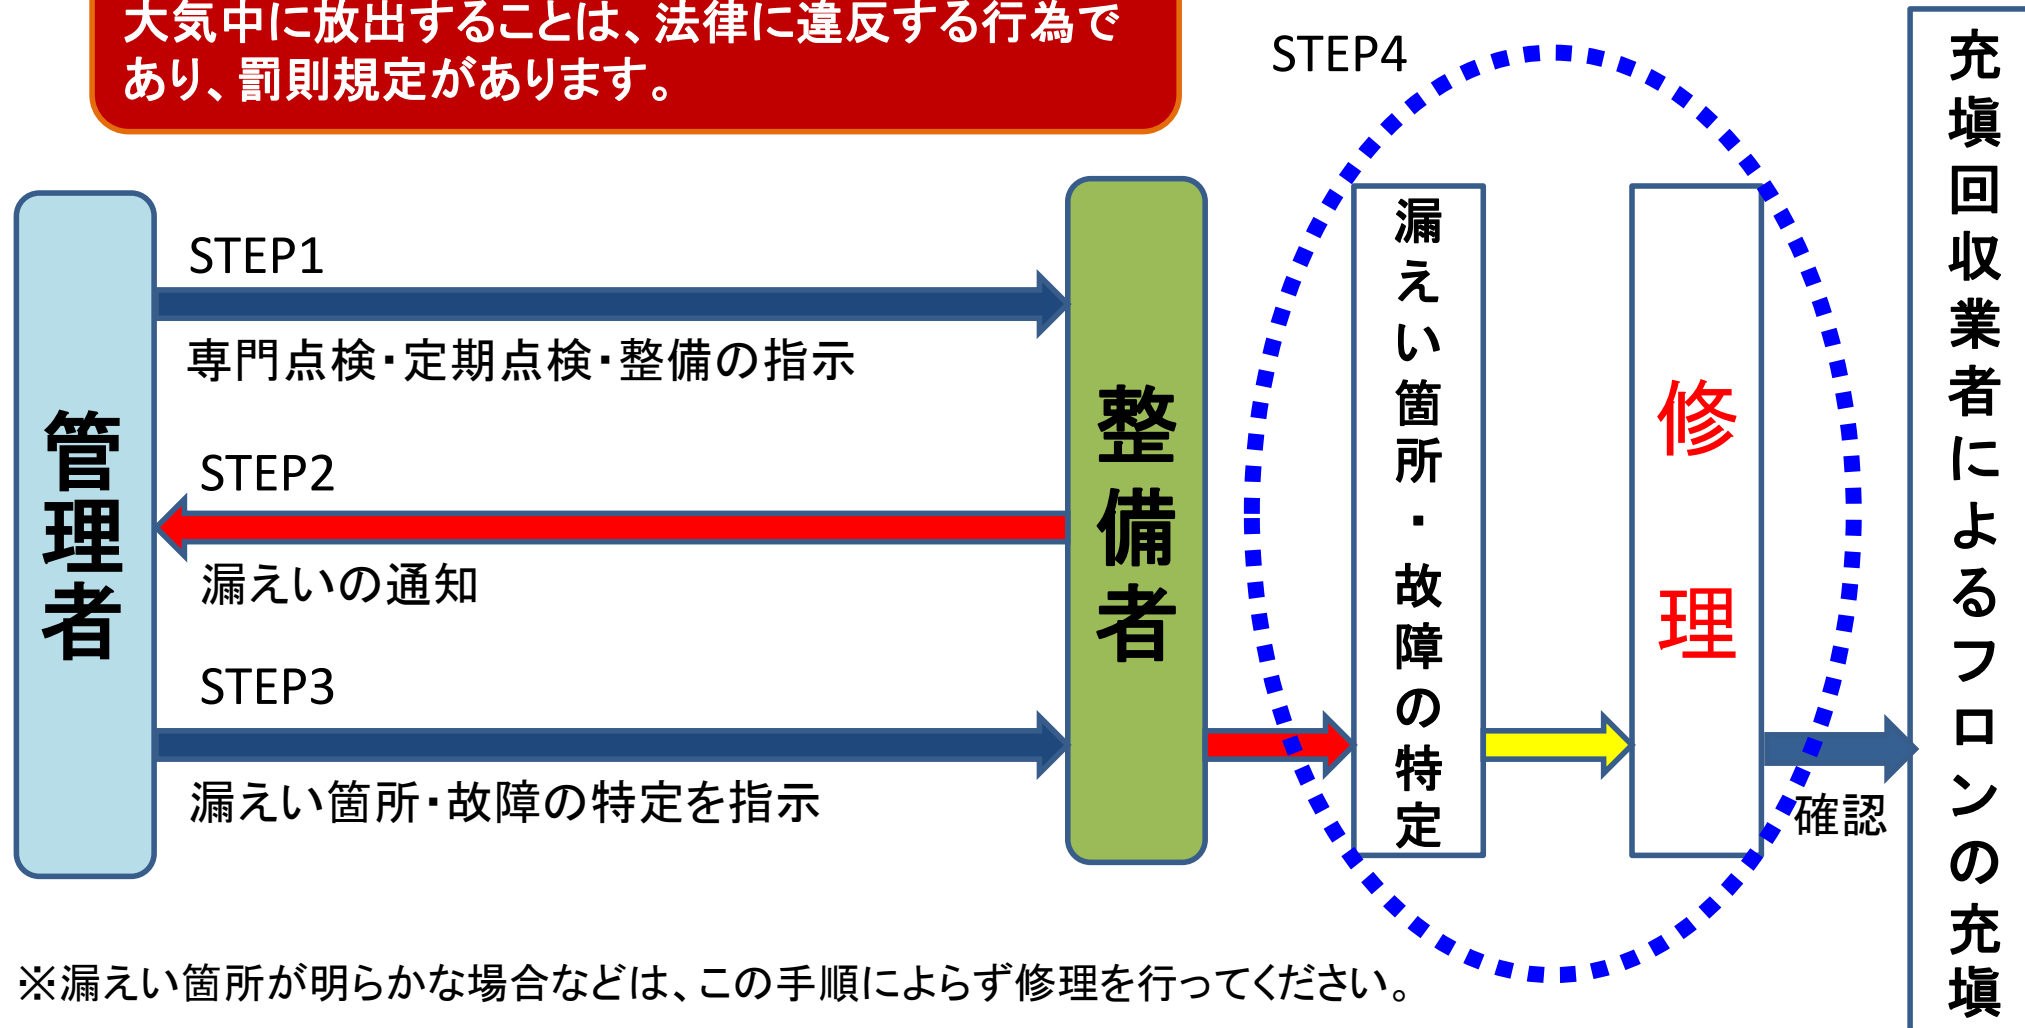 大気中に放出することは、法律に違反する行為で
あり、罰則規定があります。
管理者
STEP1
専門点検・定期点検・整備の指示
STEP2
漏えいの通知
STEP3
漏えい箇所・故障の特定を指示
整備者
STEP4
漏えい箇所・故障の特定
修理
確認
充塡回収業者によるフロンの充塡
※漏えい箇所が明らかな場合などは、この手順によらず修理を行ってください。